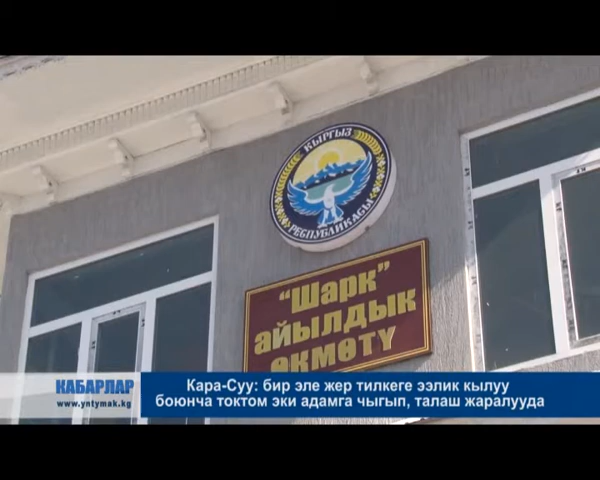 КЫРГЫЗ
РЕСПУБЛИКАСЫ
"Шарк"
айылдык
өкмөтү
КАБАРЛАР
www.yntymak.kg
Кара-Суу: бир эле жер тилкеге ээлик кылуу
боюнча токтом эки адамга чыгып, талаш жаралууда